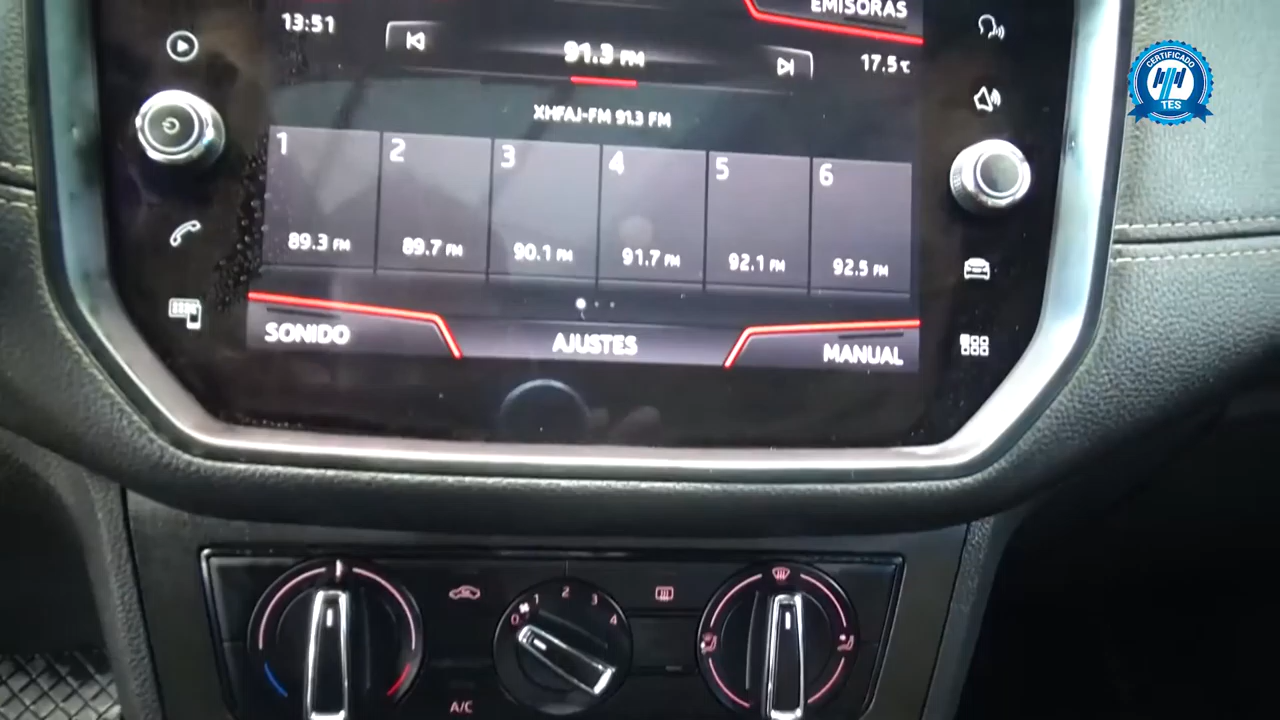 EMISORAS
13:51
91.3 FM
17.5℃
XHFAJ-FM 91.3 FM
1 2 3 4 5 6
89.3 FM 89.7 FM 90.1 FM 91.7 FM 92.1 FM 92.5 FM
SONIDO AJUSTES MANUAL
CERTIFICADO
TES
0 1 2 3 4
A/C